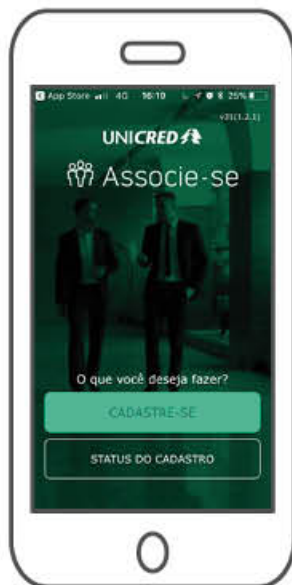 App Store 4G 16:10 25%
v31(1.2.1)
UNICRED
Associe-se
O que você deseja fazer?
CADASTRE-SE
STATUS DO CADASTRO